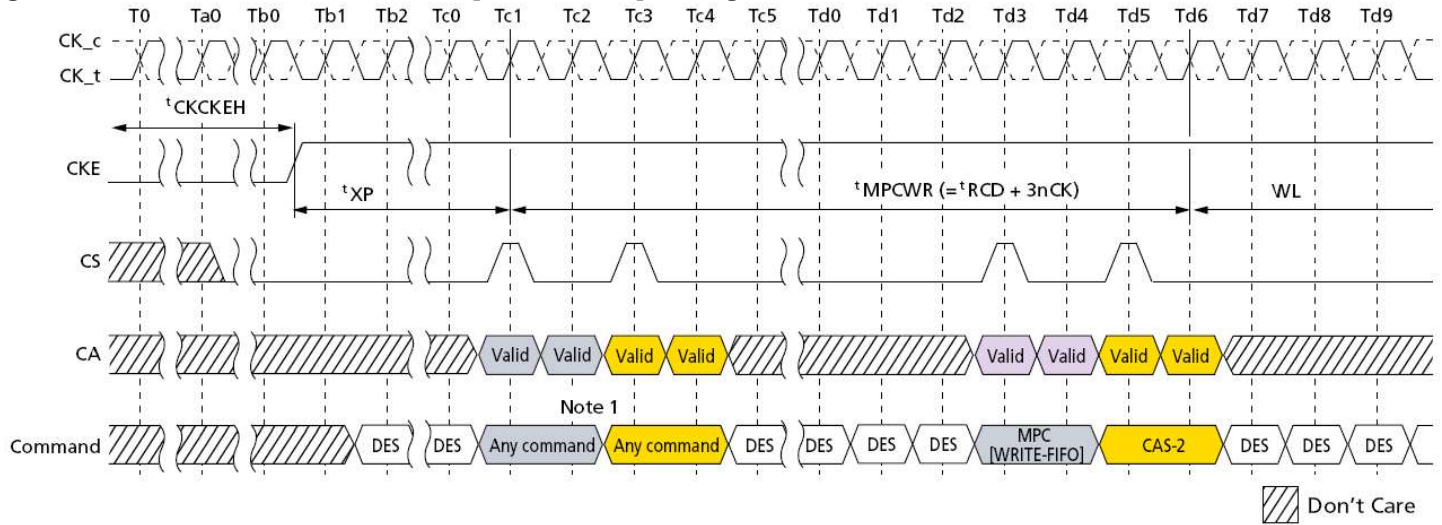 T0 Ta0 Tb0 Tb1 Tb2 Tc0 Tc1 Tc2 Tc3 Tc4 Tc5 Td0 Td1 Td2 Td3 Td4 Td5 Td6 Td7 Td8 Td9
CK_c
CK_t
tCKCKEH
CKE
tXP
tMPCWR (= tRCD + 3nCK)
WL
CS
CA Valid Valid Valid Valid Valid Valid Valid Valid
Note 1
Command DES DES Any command Any command DES DES DES DES MPC [WRITE-FIFO] CAS-2 DES DES DES
Don't Care